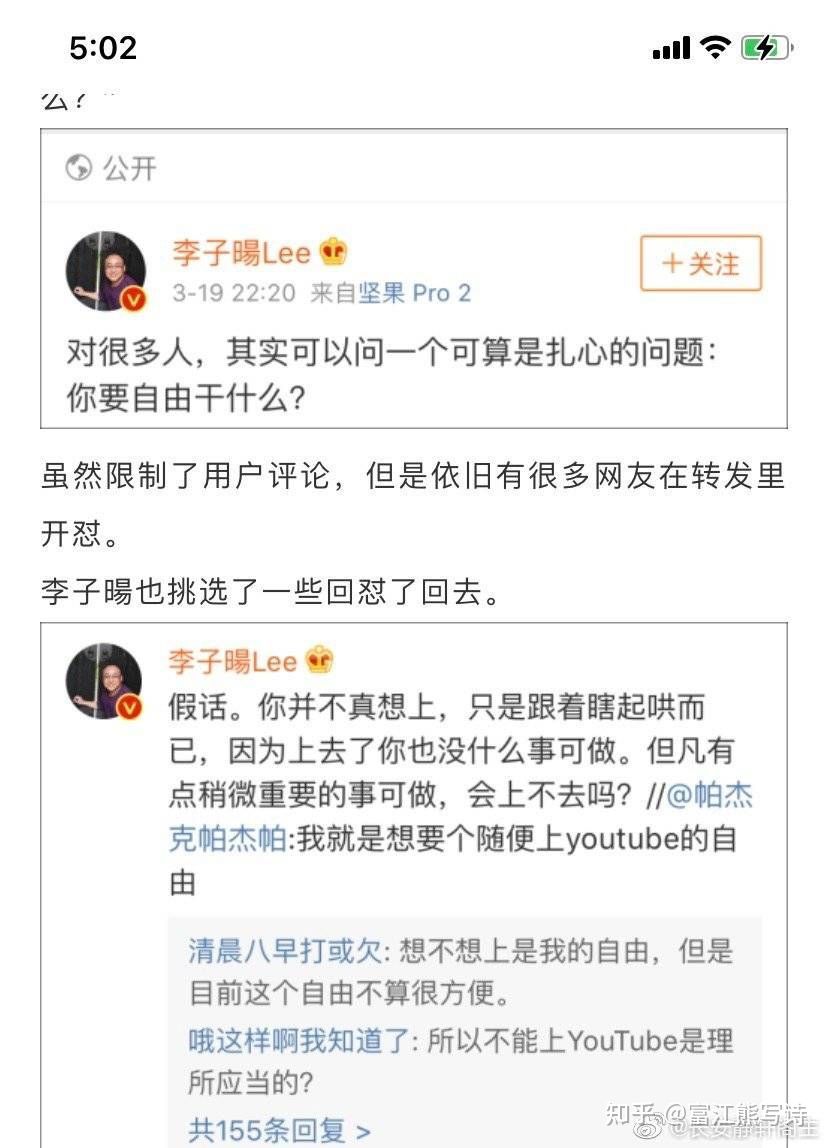 5:02
么？
公开
李子暘Lee
3-19 22:20 来自坚果 Pro 2
+关注
对很多人，其实可以问一个可算是扎心的问题：
你要自由干什么？
虽然限制了用户评论，但是依旧有很多网友在转发里
开怼。
李子暘也挑选了一些回怼了回去。
李子暘Lee
假话。你并不真想上，只是跟着瞎起哄而
已，因为上去了你也没什么事可做。但凡有
点稍微重要的事可做，会上不去吗？//@帕杰
克帕杰帕:我就是想要个随便上youtube的自
由
清晨八早打或欠: 想不想上是我的自由，但是
目前这个自由不算很方便。
哦这样啊我知道了: 所以不能上YouTube是理
所应当的?
共155条回复 >
知乎 @富江熊写诗
@长安静轩阁主